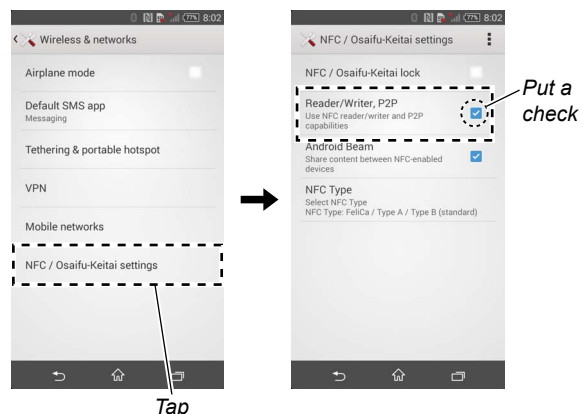 77% 8:02
Wireless & networks
Airplane mode
Default SMS app
Messaging
Tethering & portable hotspot
VPN
Mobile networks
NFC / Osaifu-Keitai settings
Tap
77% 8:02
NFC / Osaifu-Keitai settings
NFC / Osaifu-Keitai lock
Reader/Writer, P2P
Use NFC reader/writer and P2P
capabilities
Android Beam
Share content between NFC-enabled
devices
NFC Type
Select NFC Type
NFC Type: FeliCa / Type A / Type B (standard)
Put a
check